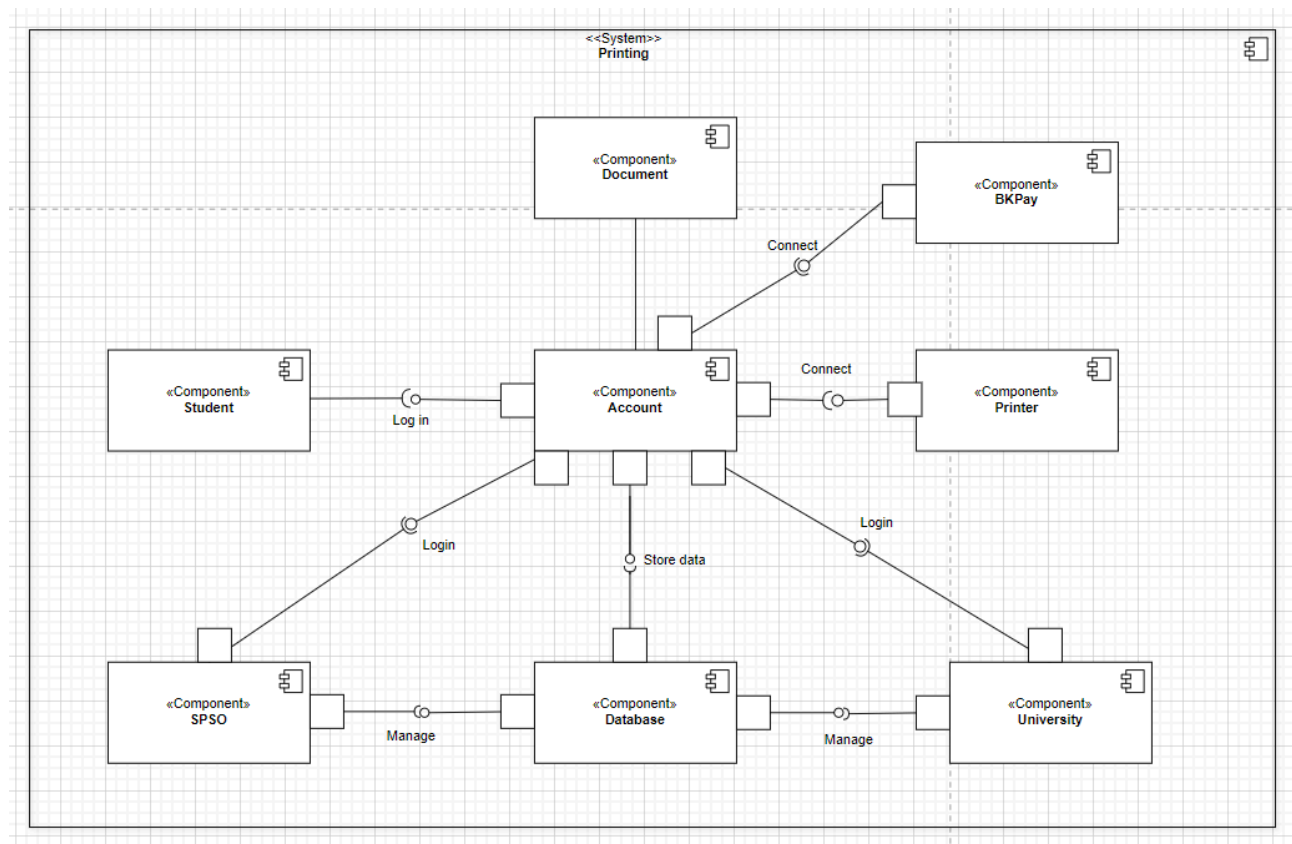 <<System>>
Printing
«Component»
Document
«Component»
BKPay
Connect
«Component»
Student
Log in
«Component»
Account
Connect
«Component»
Printer
Login
Store data
Login
«Component»
SPSO
Manage
«Component»
Database
Manage
«Component»
University